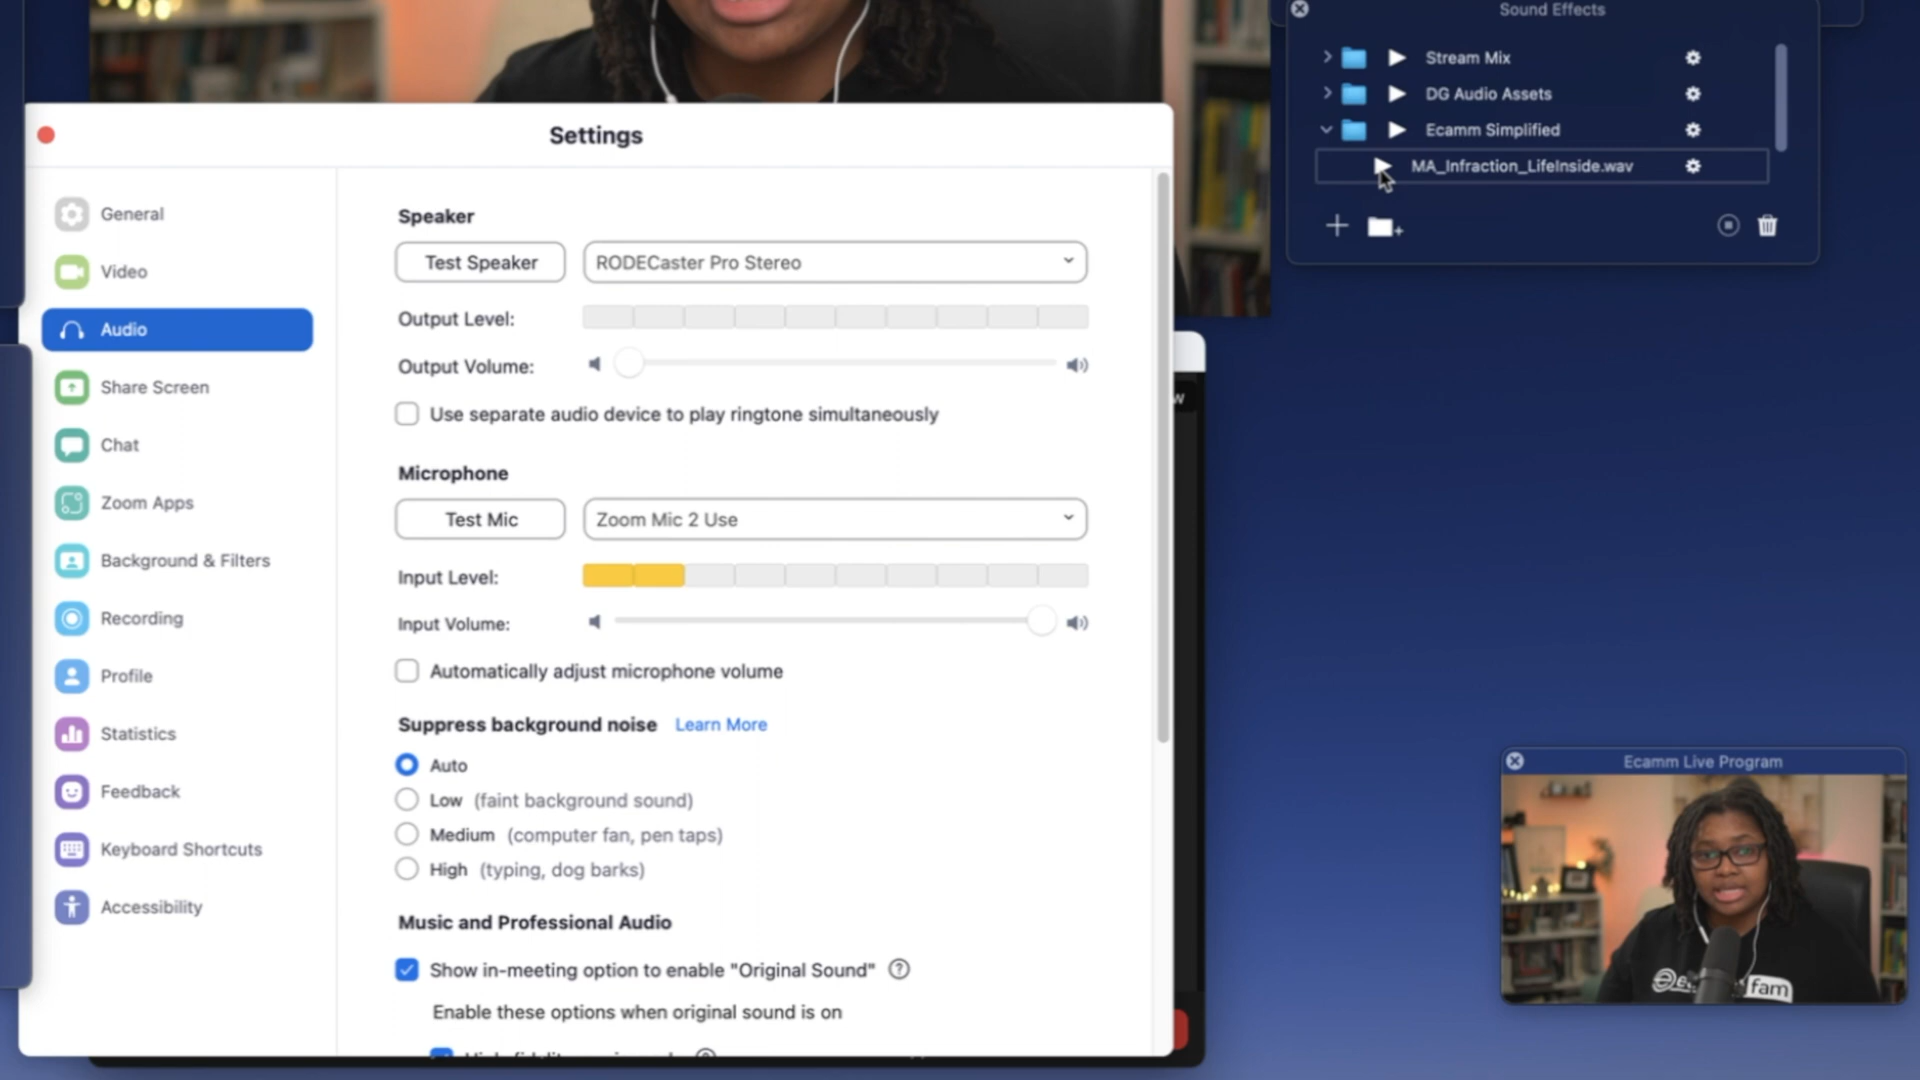 Sound Effects
Stream Mix
DG Audio Assets
Ecamm Simplified
MA_Infraction_LifeInside.wav
Settings
General
Video
Audio
Share Screen
Chat
Zoom Apps
Background & Filters
Recording
Profile
Statistics
Feedback
Keyboard Shortcuts
Accessibility
Speaker
Test Speaker
RODECaster Pro Stereo
Output Level:
Output Volume:
Use separate audio device to play ringtone simultaneously
Microphone
Test Mic
Zoom Mic 2 Use
Input Level:
Input Volume:
Automatically adjust microphone volume
Suppress background noise Learn More
Auto
Low (faint background sound)
Medium (computer fan, pen taps)
High (typing, dog barks)
Music and Professional Audio
Show in-meeting option to enable "Original Sound"
Enable these options when original sound is on
Ecamm Live Program
fam